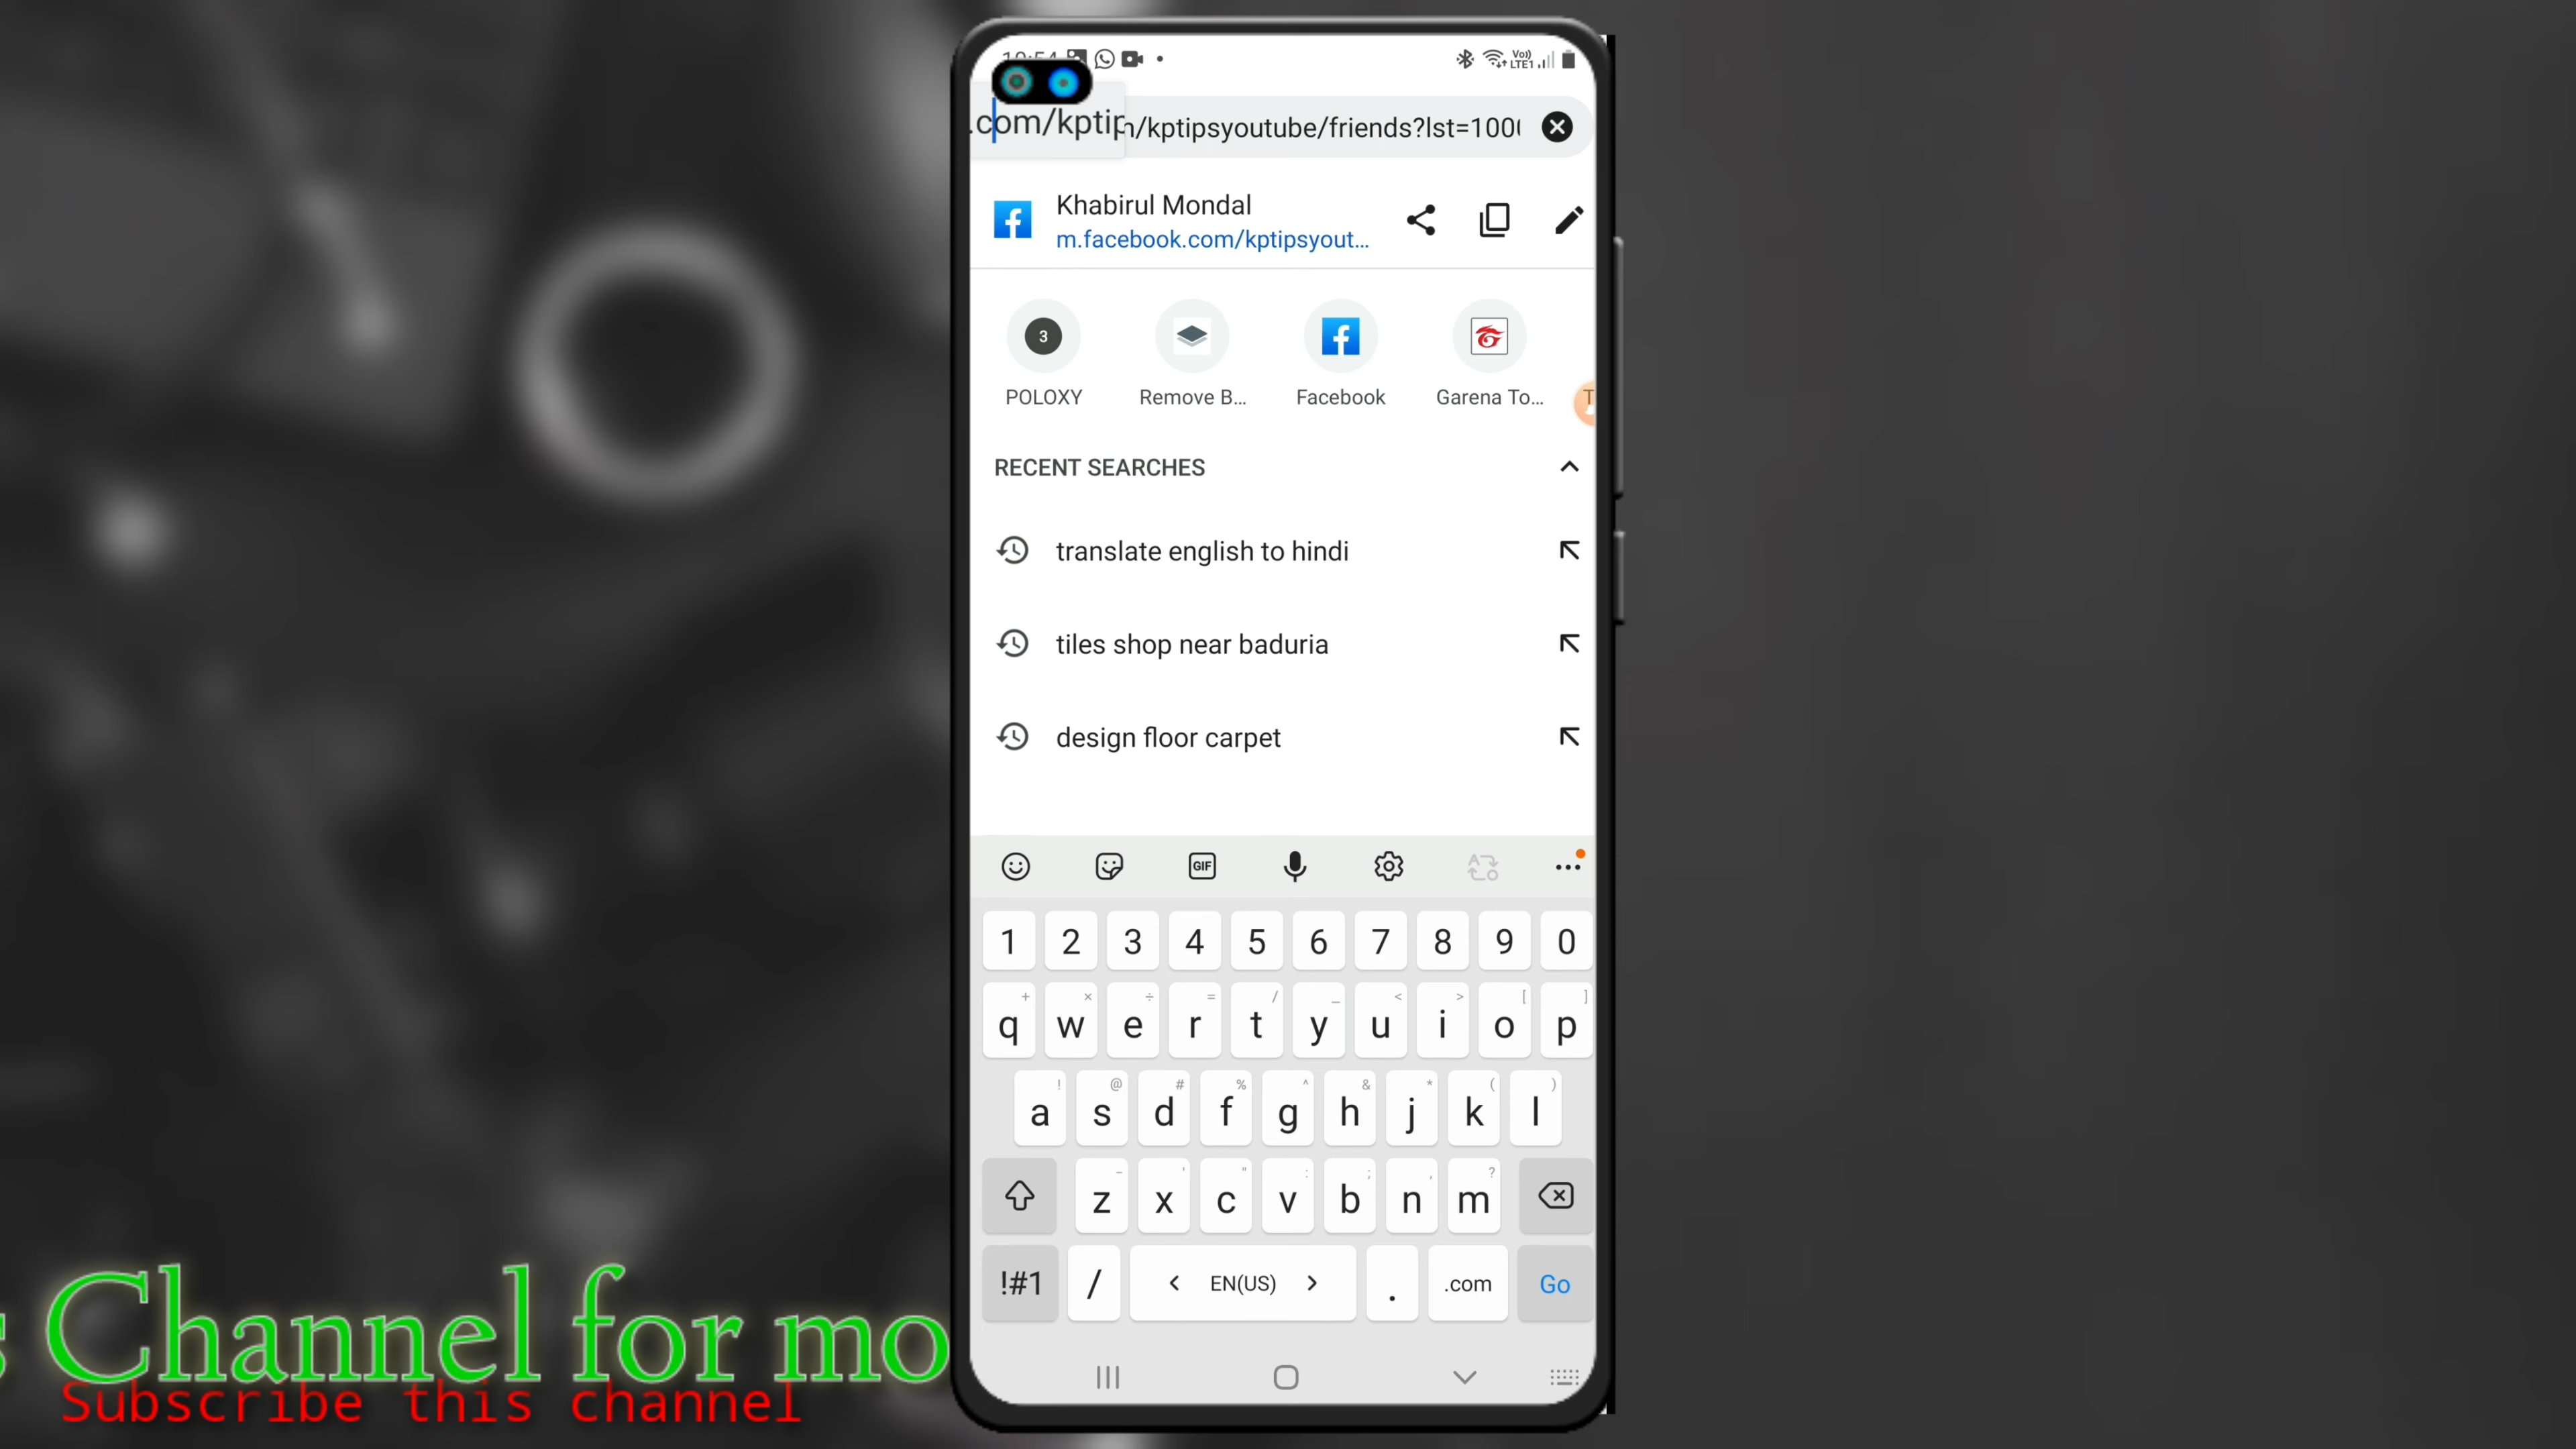 .com/kptip
n/kptipsyoutube/friends?lst=100
Khabirul Mondal
m.facebook.com/kptipsyout...
3
POLOXY
Remove B...
Facebook
Garena To...
T
RECENT SEARCHES
translate english to hindi
tiles shop near baduria
design floor carpet
GIF
1 2 3 4 5 6 7 8 9 0
+ × ÷ = / _ < > [ ]
q w e r t y u i o p
! @ # % ^ & * ( )
a s d f g h j k l
- ' " : ; , ?
z x c v b n m
!#1 / < EN(US) > . .com Go
s Channel for mo
Subscribe this channel